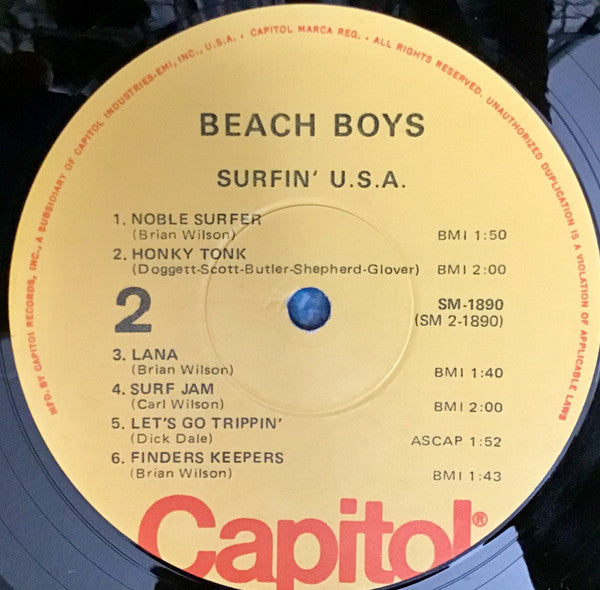 MFD. BY CAPITOL RECORDS, INC., A SUBSIDIARY OF CAPITOL INDUSTRIES-EMI, INC., U.S.A. • CAPITOL MARCA REG. • ALL RIGHTS RESERVED. UNAUTHORIZED DUPLICATION IS A VIOLATION OF APPLICABLE LAWS
BEACH BOYS
SURFIN' U.S.A.
1. NOBLE SURFER
(Brian Wilson) BMI 1:50
2. HONKY TONK
(Doggett-Scott-Butler-Shepherd-Glover) BMI 2:00
2
SM-1890
(SM 2-1890)
3. LANA
(Brian Wilson) BMI 1:40
4. SURF JAM
(Carl Wilson) BMI 2:00
5. LET'S GO TRIPPIN'
(Dick Dale) ASCAP 1:52
6. FINDERS KEEPERS
(Brian Wilson) BMI 1:43
Capitol®